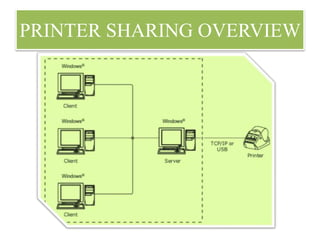 PRINTER SHARING OVERVIEW
Windows®
Client
Windows®
Windows®
TCP/IP or
USB
Client
Server
Printer
Windows®
Client